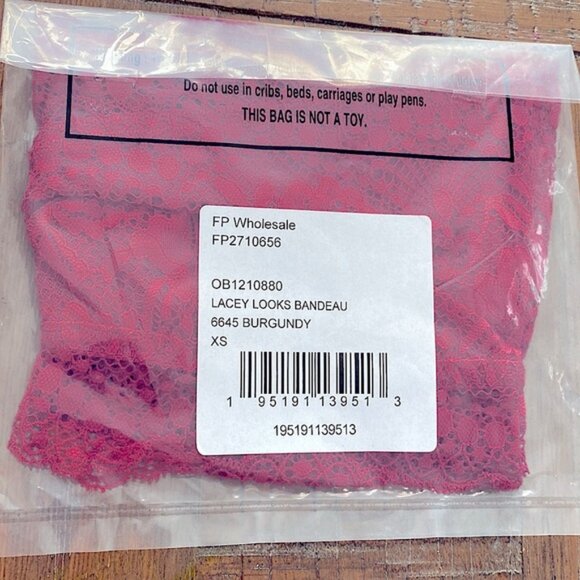 Do not use in cribs, beds, carriages or play pens.
THIS BAG IS NOT A TOY.
FP Wholesale
FP2710656
OB1210880
LACEY LOOKS BANDEAU
6645 BURGUNDY
XS
1 95191 13951 3
195191139513